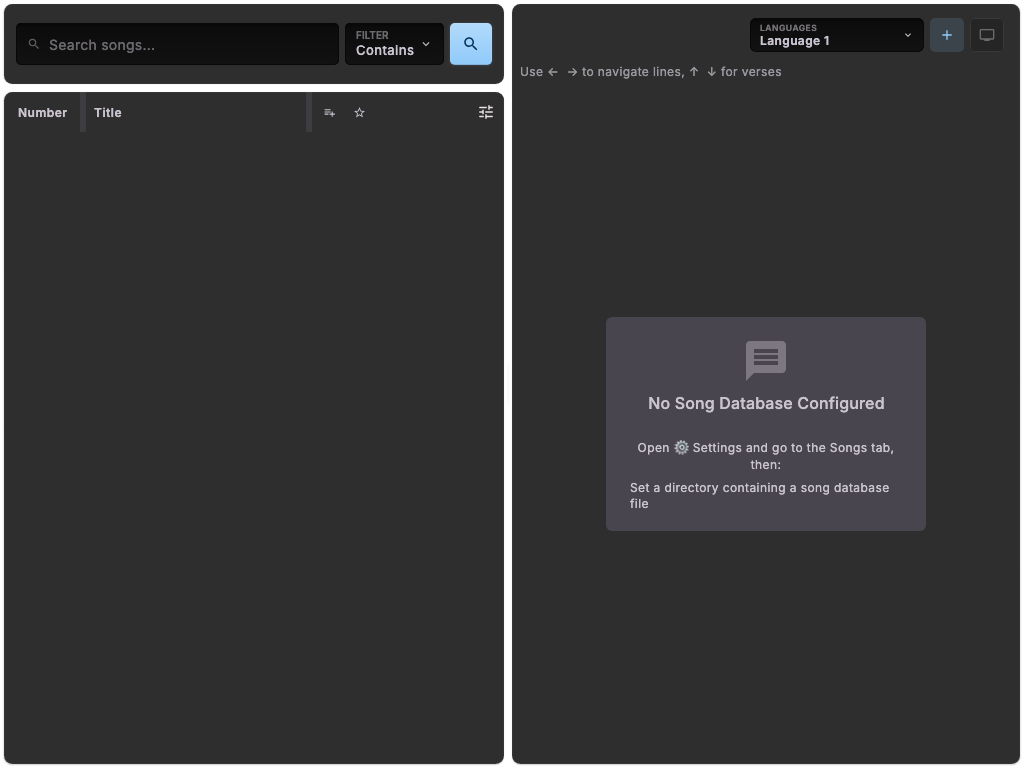 Search songs...
FILTER
Contains
Number
Title
LANGUAGES
Language 1
Use ← → to navigate lines, ↑ ↓ for verses
No Song Database Configured
Open ⚙ Settings and go to the Songs tab,
then:
Set a directory containing a song database
file